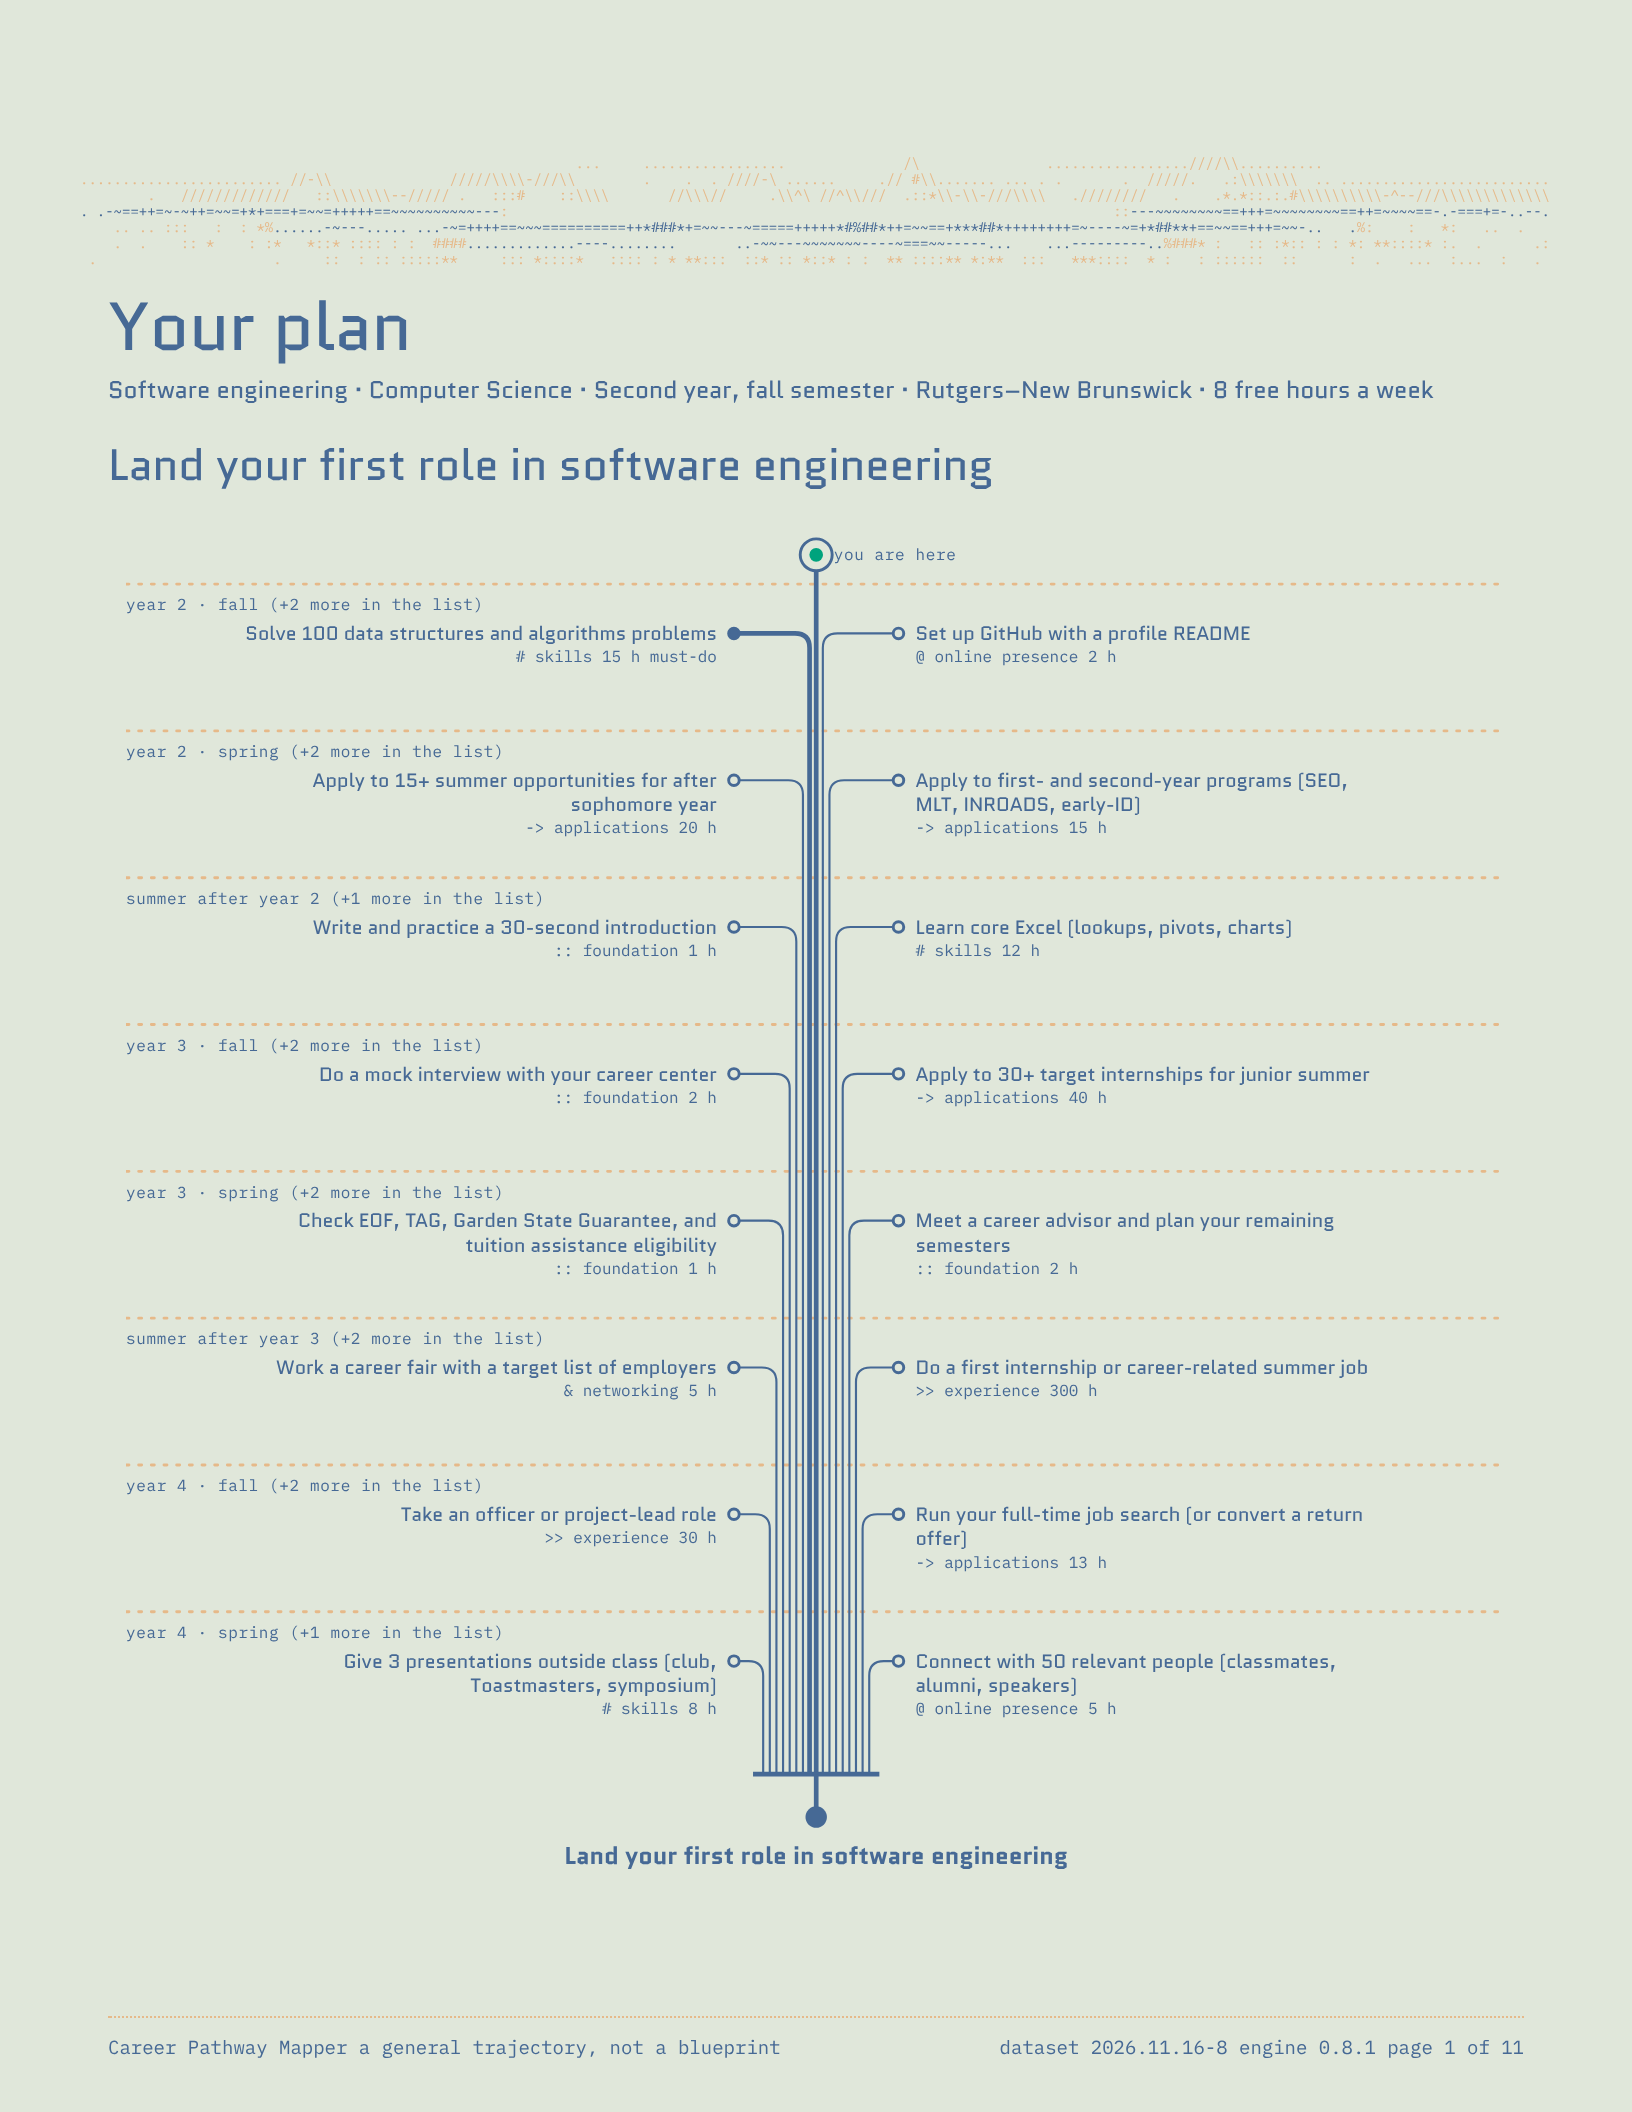 Your plan
Software engineering · Computer Science · Second year, fall semester · Rutgers–New Brunswick · 8 free hours a week
Land your first role in software engineering
you are here
year 2 · fall (+2 more in the list)
Solve 100 data structures and algorithms problems
# skills 15 h must-do
Set up GitHub with a profile README
@ online presence 2 h
year 2 · spring (+2 more in the list)
Apply to 15+ summer opportunities for after
sophomore year
-> applications 20 h
Apply to first- and second-year programs (SEO,
MLT, INROADS, early-ID)
-> applications 15 h
summer after year 2 (+1 more in the list)
Write and practice a 30-second introduction
:: foundation 1 h
Learn core Excel (lookups, pivots, charts)
# skills 12 h
year 3 · fall (+2 more in the list)
Do a mock interview with your career center
:: foundation 2 h
Apply to 30+ target internships for junior summer
-> applications 40 h
year 3 · spring (+2 more in the list)
Check EOF, TAG, Garden State Guarantee, and
tuition assistance eligibility
:: foundation 1 h
Meet a career advisor and plan your remaining
semesters
:: foundation 2 h
summer after year 3 (+2 more in the list)
Work a career fair with a target list of employers
& networking 5 h
Do a first internship or career-related summer job
>> experience 300 h
year 4 · fall (+2 more in the list)
Take an officer or project-lead role
>> experience 30 h
Run your full-time job search (or convert a return
offer)
-> applications 13 h
year 4 · spring (+1 more in the list)
Give 3 presentations outside class (club,
Toastmasters, symposium)
# skills 8 h
Connect with 50 relevant people (classmates,
alumni, speakers)
@ online presence 5 h
Land your first role in software engineering
Career Pathway Mapper a general trajectory, not a blueprint
dataset 2026.11.16-8 engine 0.8.1 page 1 of 11